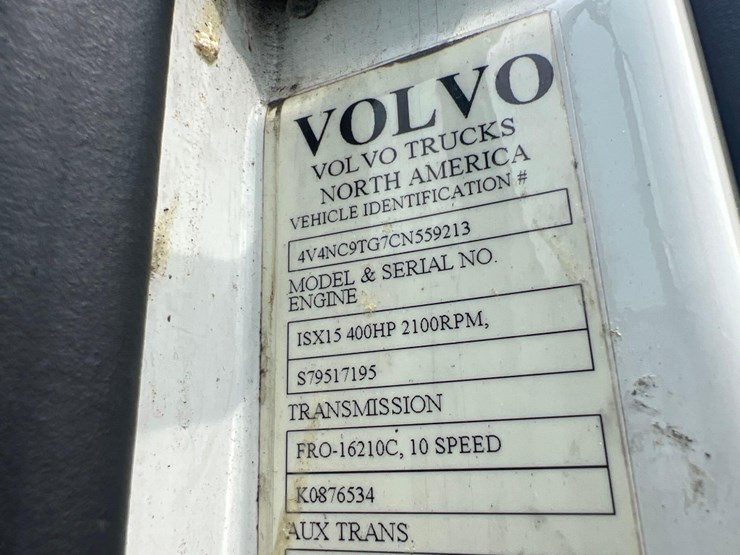 VOLVO
VOLVO TRUCKS
NORTH AMERICA
VEHICLE IDENTIFICATION #
4V4NC9TG7CN559213
MODEL & SERIAL NO.
ENGINE
ISX15 400HP 2100RPM,
S79517195
TRANSMISSION
FRO-16210C, 10 SPEED
K0876534
AUX TRANS.